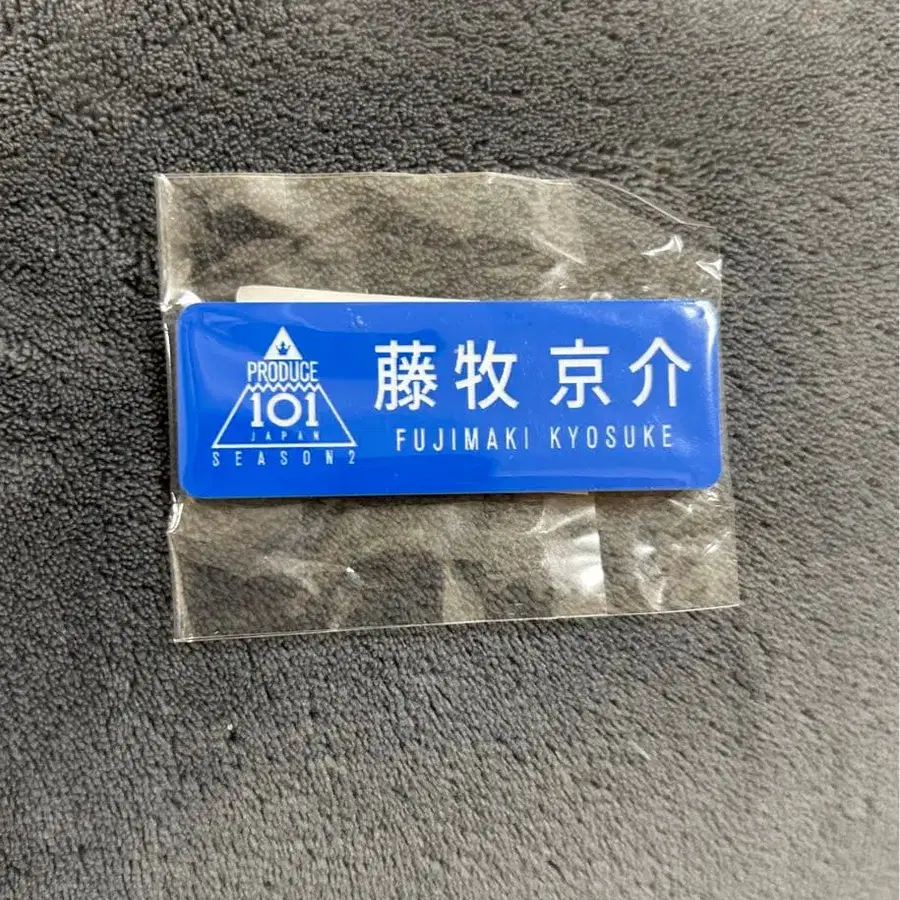 PRODUCE
101
JAPAN
SEASON2
藤牧 京介
FUJIMAKI KYOSUKE